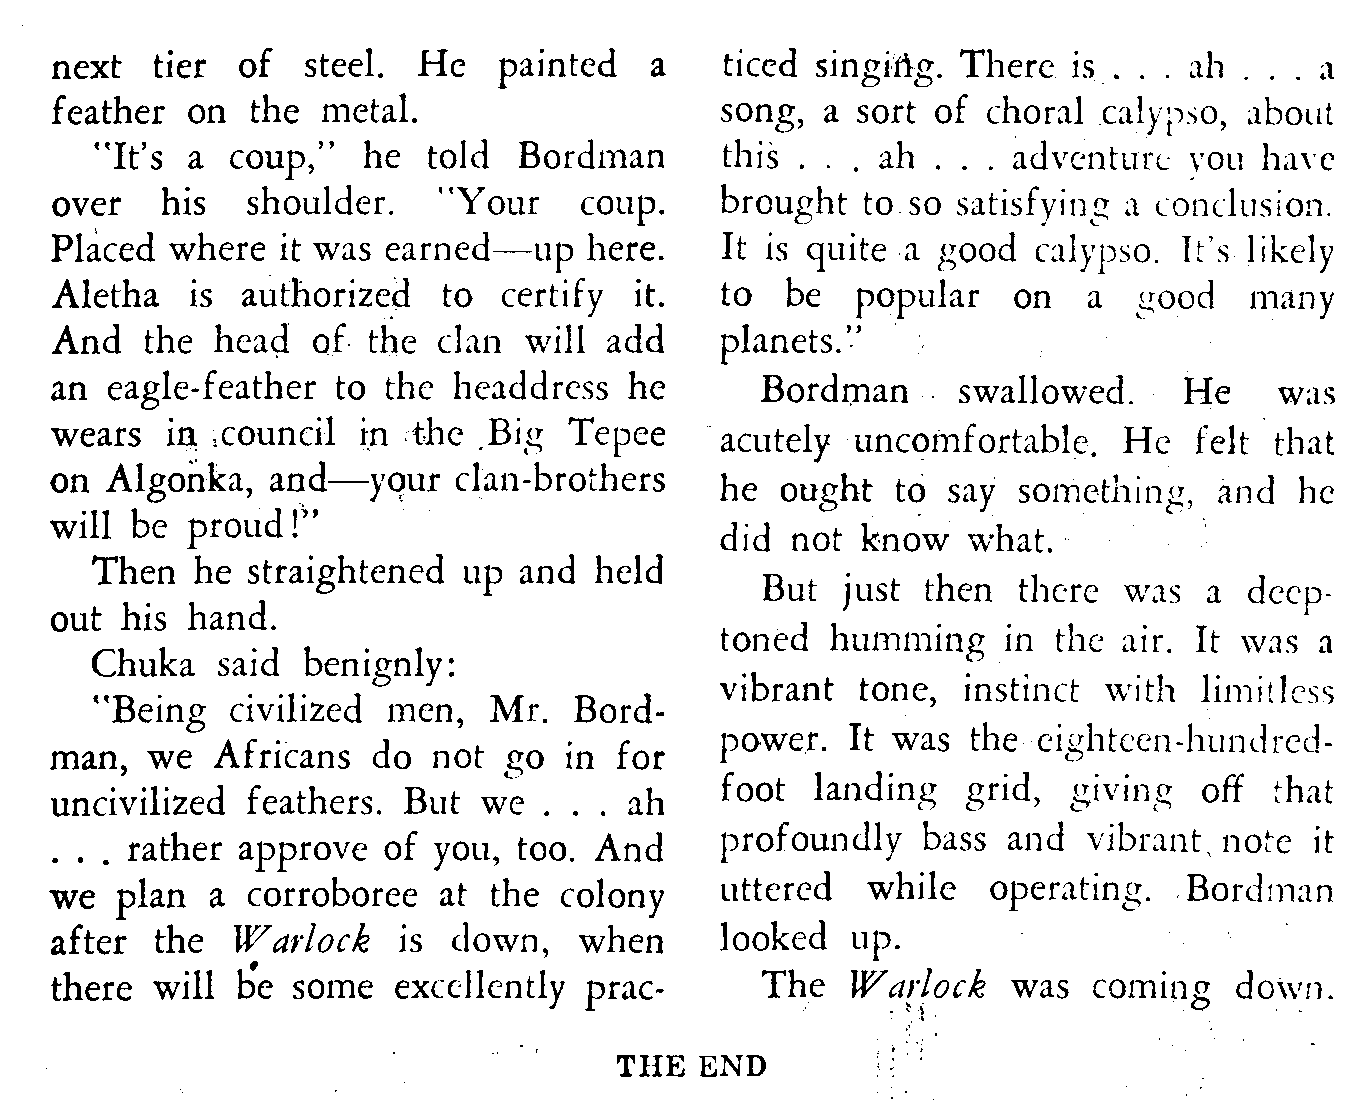 next tier of steel. He painted a
feather on the metal.
"It's a coup," he told Bordman
over his shoulder. "Your coup.
Placed where it was earned—up here.
Aletha is authorized to certify it.
And the head of the clan will add
an eagle-feather to the headdress he
wears in council in the Big Tepee
on Algonka, and—your clan-brothers
will be proud!"
Then he straightened up and held
out his hand.
Chuka said benignly:
"Being civilized men, Mr. Bord-
man, we Africans do not go in for
uncivilized feathers. But we . . . ah
. . . rather approve of you, too. And
we plan a corroboree at the colony
after the Warlock is down, when
there will be some excellently prac-
ticed singing. There is . . . ah . . . a
song, a sort of choral calypso, about
this . . . ah . . . adventure you have
brought to so satisfying a conclusion.
It is quite a good calypso. It's likely
to be popular on a good many
planets."
Bordman swallowed. He was
acutely uncomfortable. He felt that
he ought to say something, and he
did not know what.
But just then there was a deep-
toned humming in the air. It was a
vibrant tone, instinct with limitless
power. It was the eighteen-hundred-
foot landing grid, giving off that
profoundly bass and vibrant note it
uttered while operating. Bordman
looked up.
The Warlock was coming down.
THE END